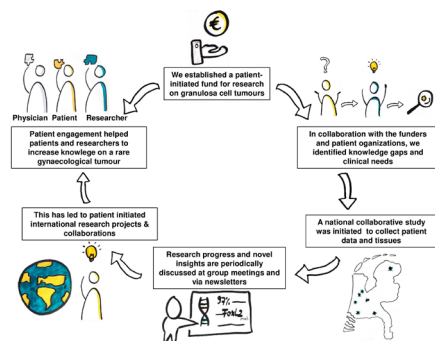 €
We established a patient-
initiated fund for research
on granulosa cell tumours
?
Physician Patient Researcher
Patient engagement helped
patients and researchers to
increase knowlege on a rare
gynaecological tumour
In collaboration with the funders
and patient oganizations, we
identified knowledge gaps and
clinical needs
This has led to patient initiated
international research projects &
collaborations
A national collaborative study
was initiated to collect patient
data and tissues
Research progress and novel
insights are periodically
discussed at group meetings and
via newsletters
97%
FOXL2